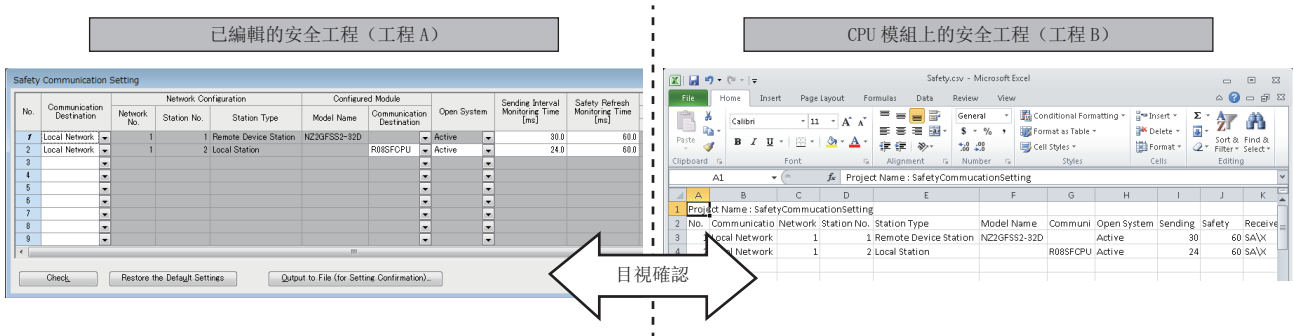 已編輯的安全工程（工程 A）
CPU 模組上的安全工程（工程 B）
Safety Communication Setting
No. Communication Destination Network Configuration Configured Module Open System Sending Interval Monitoring Time [ms] Safety Refresh Monitoring Time [ms]
Network No. Station No. Station Type Model Name Communication Destination
1 Local Network 1 1 Remote Device Station NZ2GFSS2-32D Active 30.0 60.0
2 Local Network 1 2 Local Station R08SFCPU Active 24.0 60.0
3
4
5
6
7
8
9
Check Restore the Default Settings Output to File (for Setting Confirmation)...
目視確認
Safety.csv - Microsoft Excel
File Home Insert Page Layout Formulas Data Review View
Paste Calibri 11 A A General Conditional Formatting Insert Σ
B I U A $ % , Format as Table Delete Sort & Find &
Cell Styles Format Filter Select
Clipboard Font Alignment Number Styles Cells Editing
A1 fx Project Name : SafetyCommucationSetting
A B C D E F G H I J K
1 Project Name : SafetyCommucationSetting
2 No. Communicatio Network Station No. Station Type Model Name Communi Open System Sending Safety Receive
3 1 Local Network 1 1 Remote Device Station NZ2GFSS2-32D Active 30 60 SA\X
4 Local Network 1 2 Local Station R08SFCPU Active 24 60 SA\X